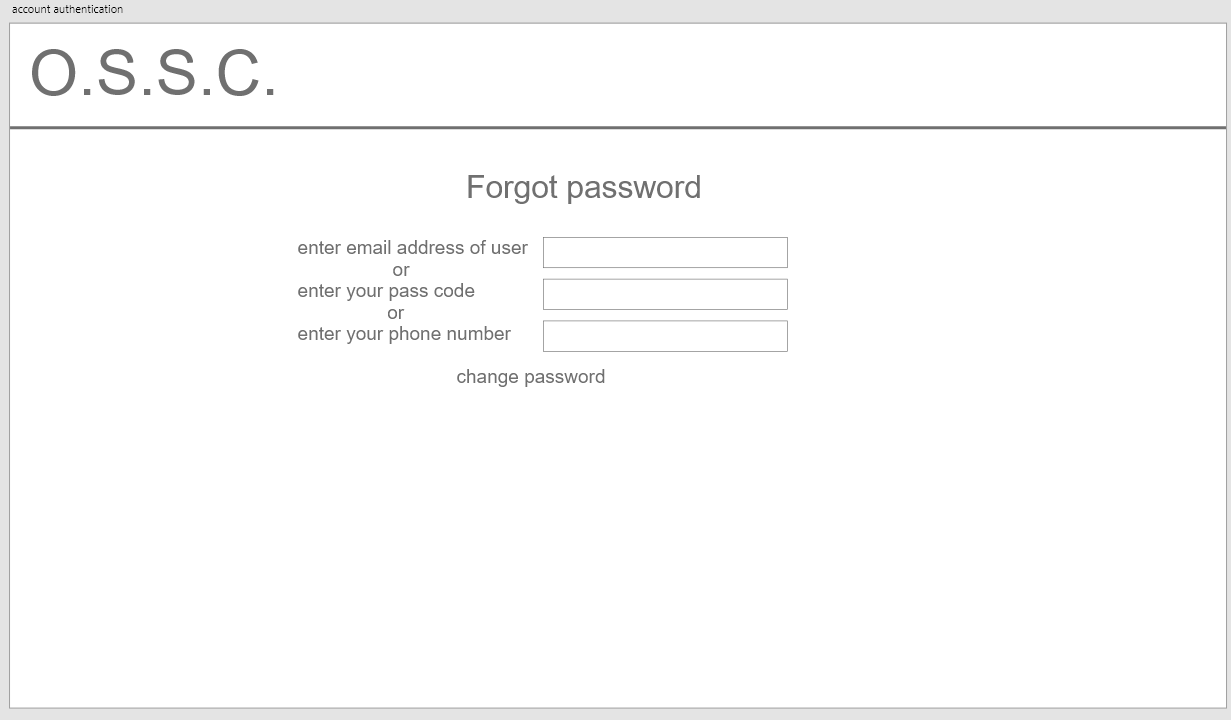 account authentication
O.S.S.C.
Forgot password
enter email address of user
or
enter your pass code
or
enter your phone number
change password